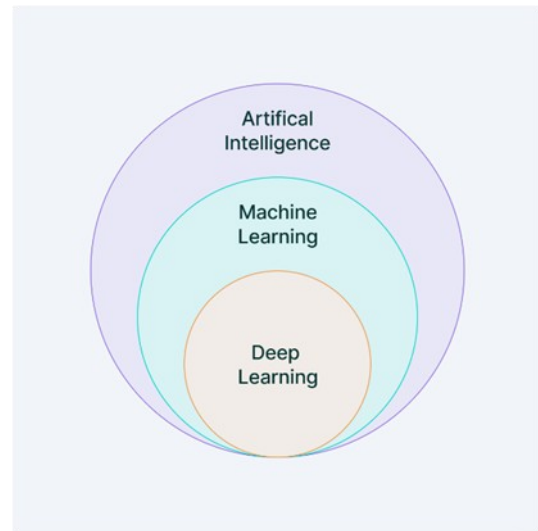 Artifical
Intelligence
Machine
Learning
Deep
Learning